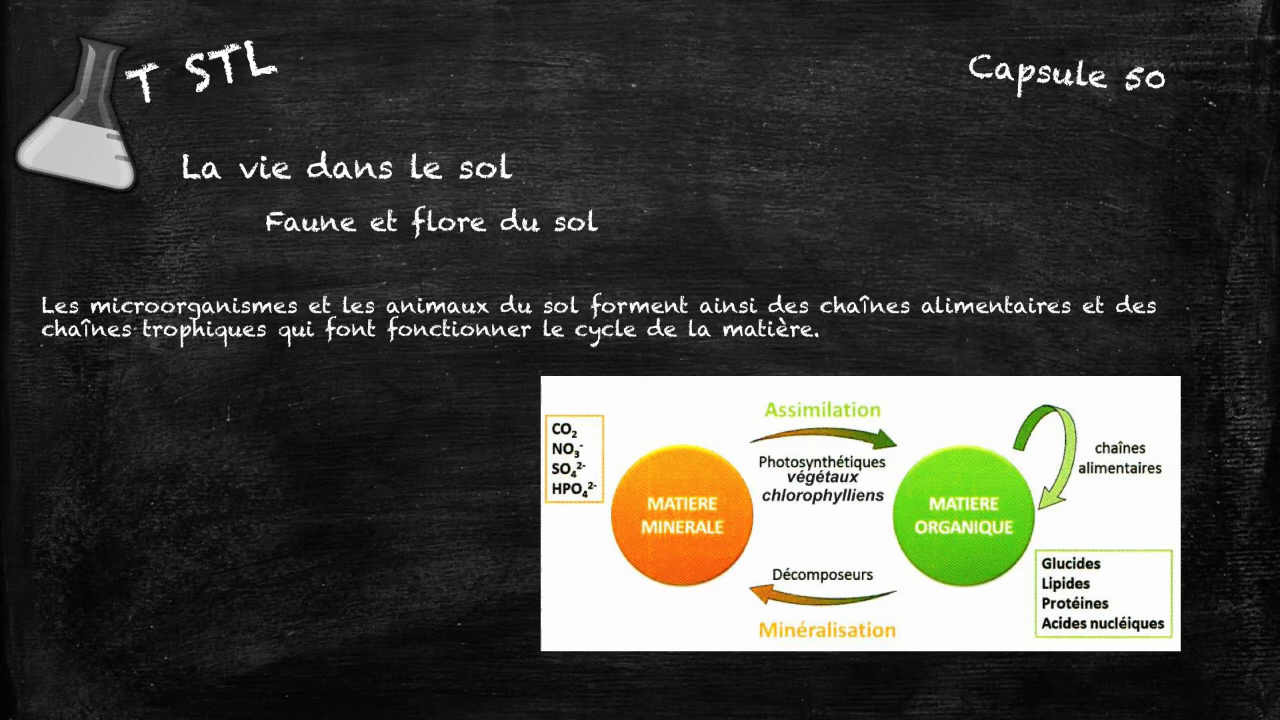 T STL
Capsule 50
La vie dans le sol
Faune et flore du sol
Les microorganismes et les animaux du sol forment ainsi des chaînes alimentaires et des
chaînes trophiques qui font fonctionner le cycle de la matière.
CO₂
NO₃⁻
SO₄²⁻
HPO₄²⁻
MATIERE
MINERALE
Assimilation
Photosynthétiques
végétaux
chlorophylliens
MATIERE
ORGANIQUE
chaînes
alimentaires
Décomposeurs
Minéralisation
Glucides
Lipides
Protéines
Acides nucléiques